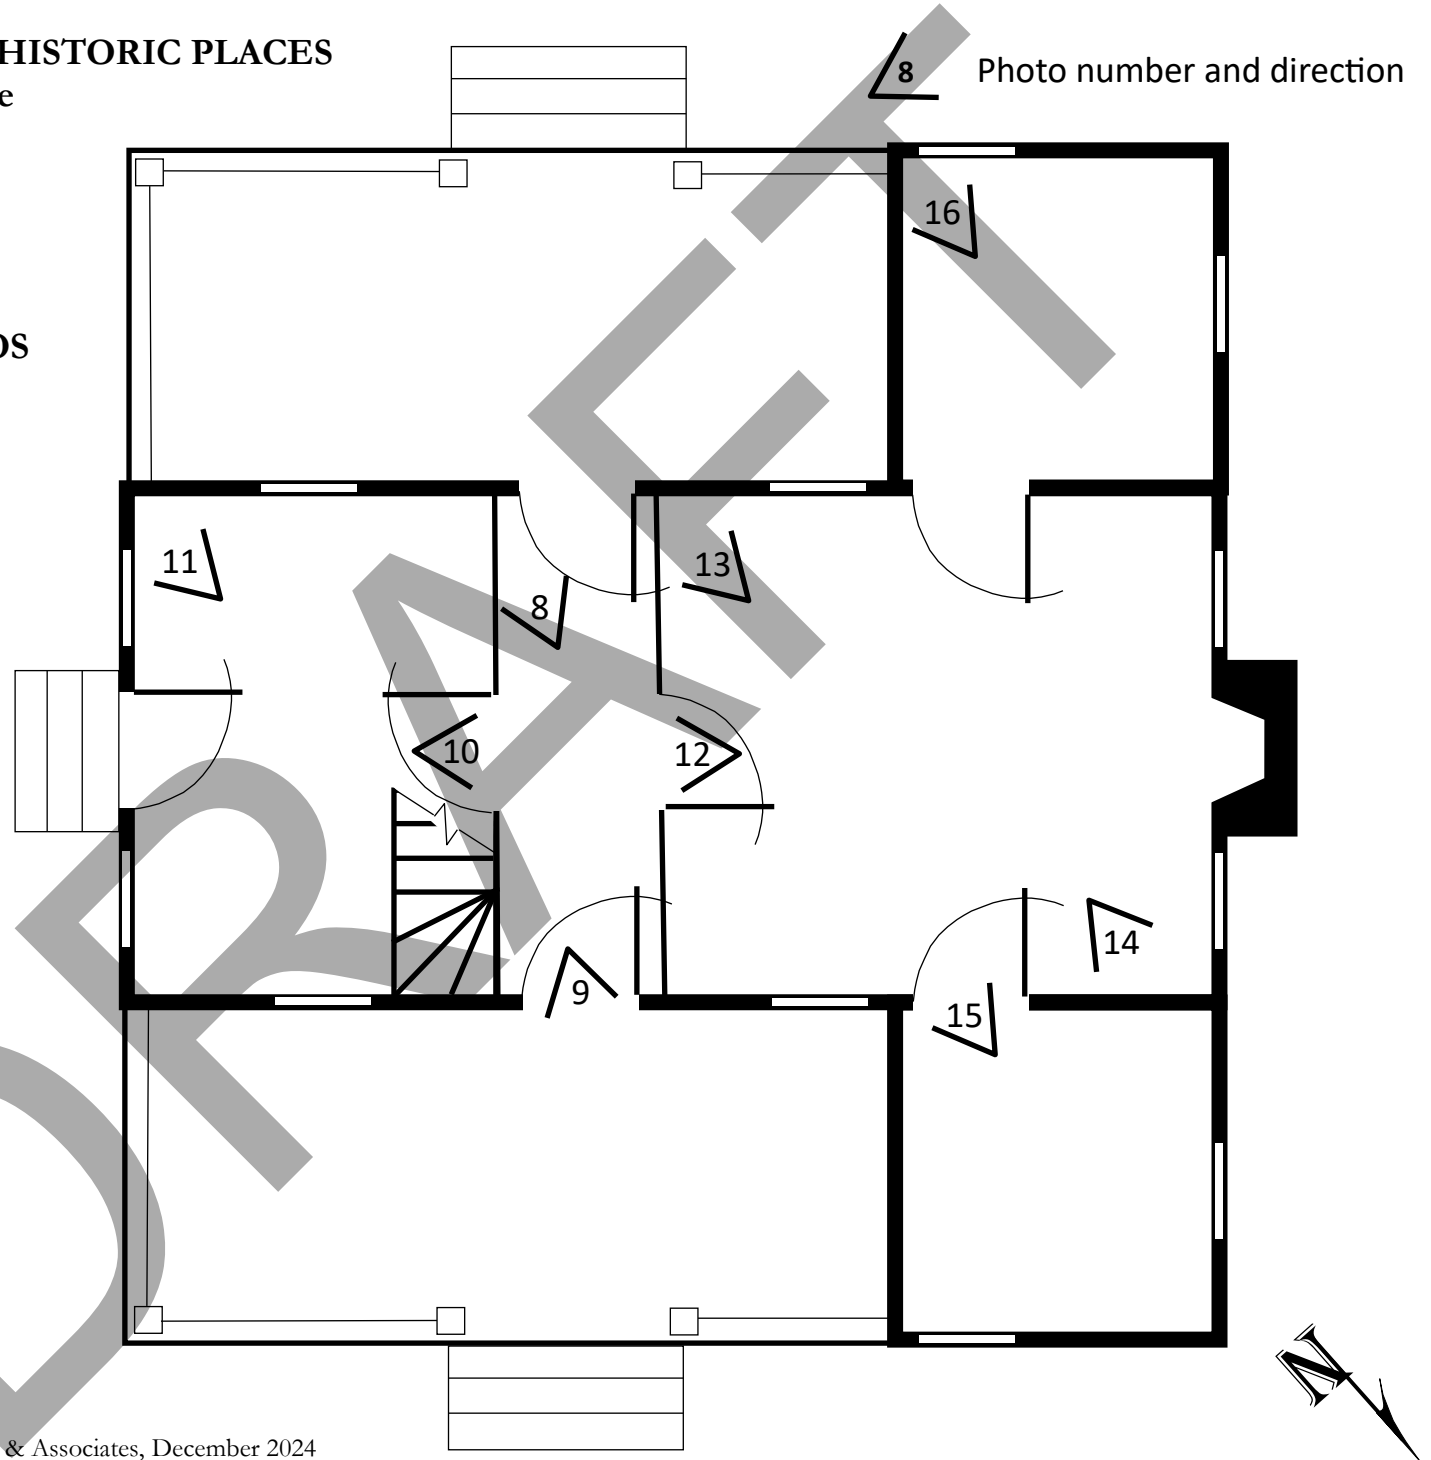 HISTORIC PLACES
e
8 Photo number and direction
16
OS
11
13
8
10
12
14
9
15
N
& Associates, December 2024
DRAFT